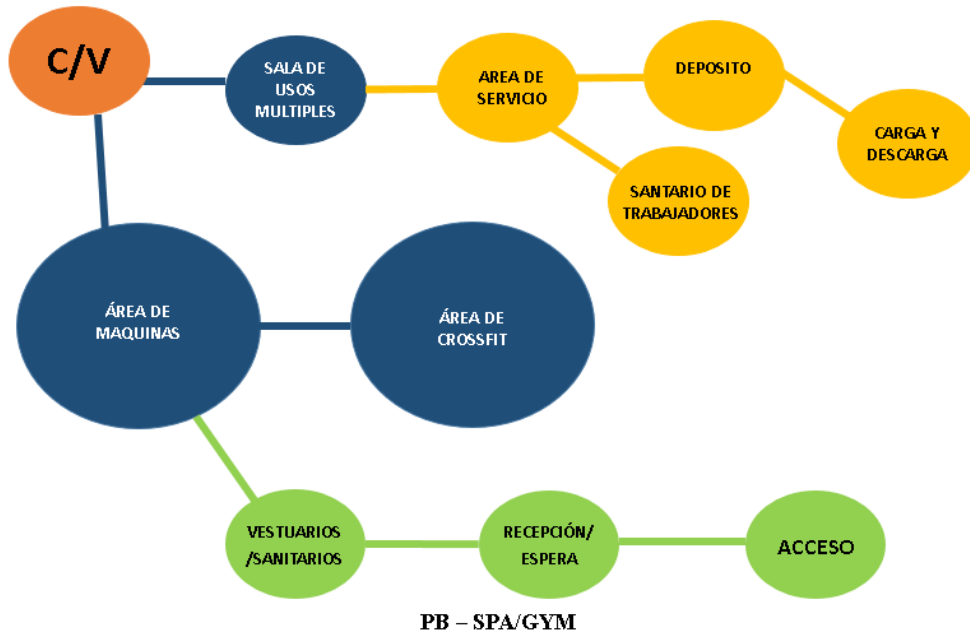 C/V
SALA DE
USOS
MULTIPLES
AREA DE
SERVICIO
DEPOSITO
CARGA Y
DESCARGA
SANTARIO DE
TRABAJADORES
ÁREA DE
MAQUINAS
ÁREA DE
CROSSFIT
VESTUARIOS
/SANITARIOS
RECEPCIÓN/
ESPERA
ACCESO
PB – SPA/GYM